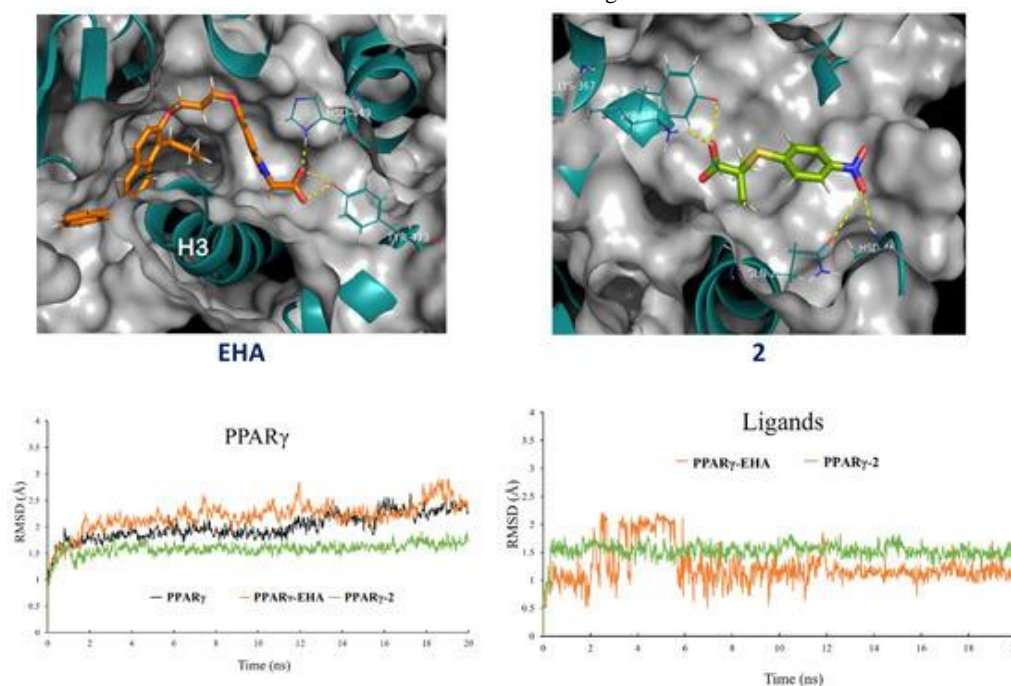 LYS-367
H3
EHA
2
PPARγ
RMSD (Å)
4
3.5
3
2.5
2
1.5
1
0.5
0
PPARγ
PPARγ-EHA
PPARγ-2
0 2 4 6 8 10 12 14 16 18 20
Time (ns)
Ligands
RMSD (Å)
4
3.5
3
2.5
2
1.5
1
0.5
0
PPARγ-EHA
PPARγ-2
0 2 4 6 8 10 12 14 16 18
Time (ns)